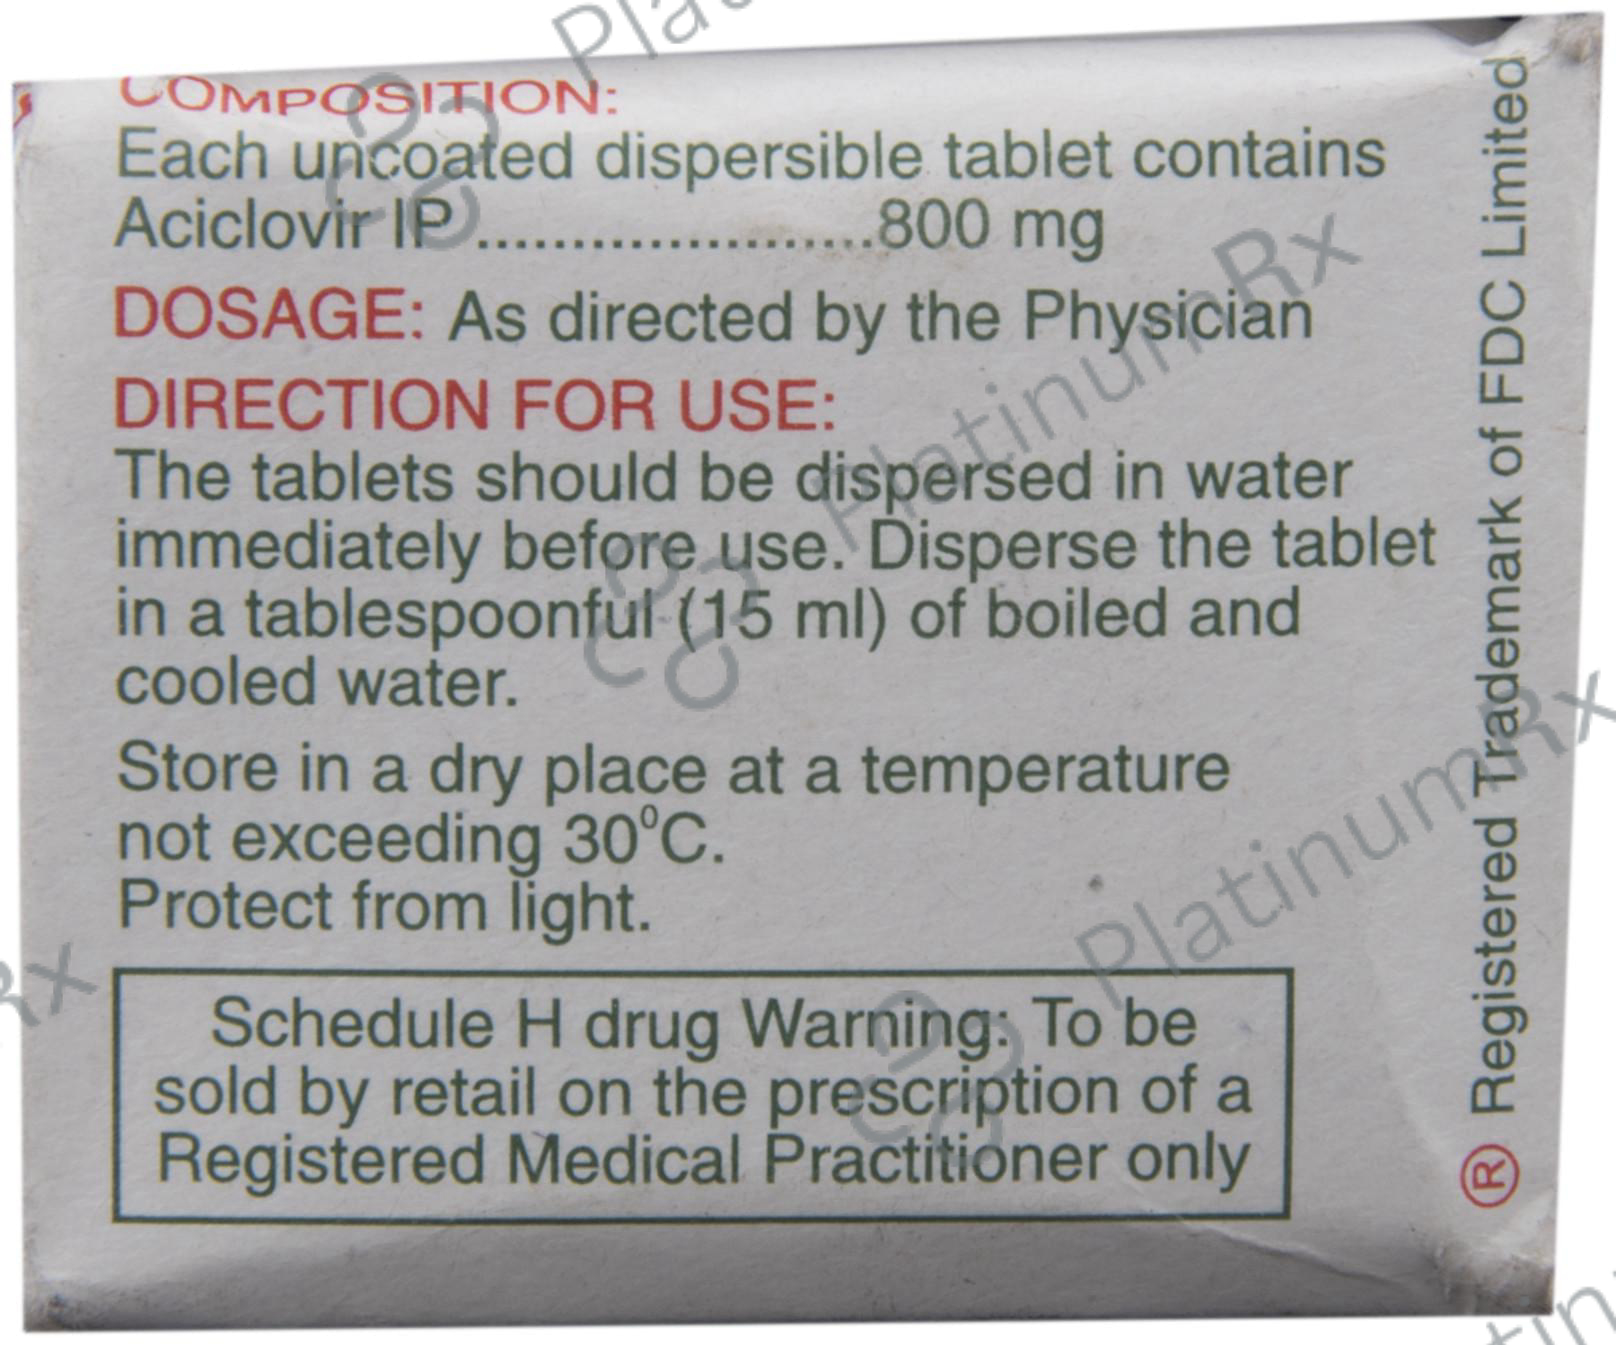 COMPOSITION:
Each uncoated dispersible tablet contains
Aciclovir IP ......................800 mg
DOSAGE: As directed by the Physician
DIRECTION FOR USE:
The tablets should be dispersed in water
immediately before use. Disperse the tablet
in a tablespoonful (15 ml) of boiled and
cooled water.
Store in a dry place at a temperature
not exceeding 30⁰C.
Protect from light.
Schedule H drug Warning: To be
sold by retail on the prescription of a
Registered Medical Practitioner only
® Registered Trademark of FDC Limited
PlatinumRx
PlatinumRx